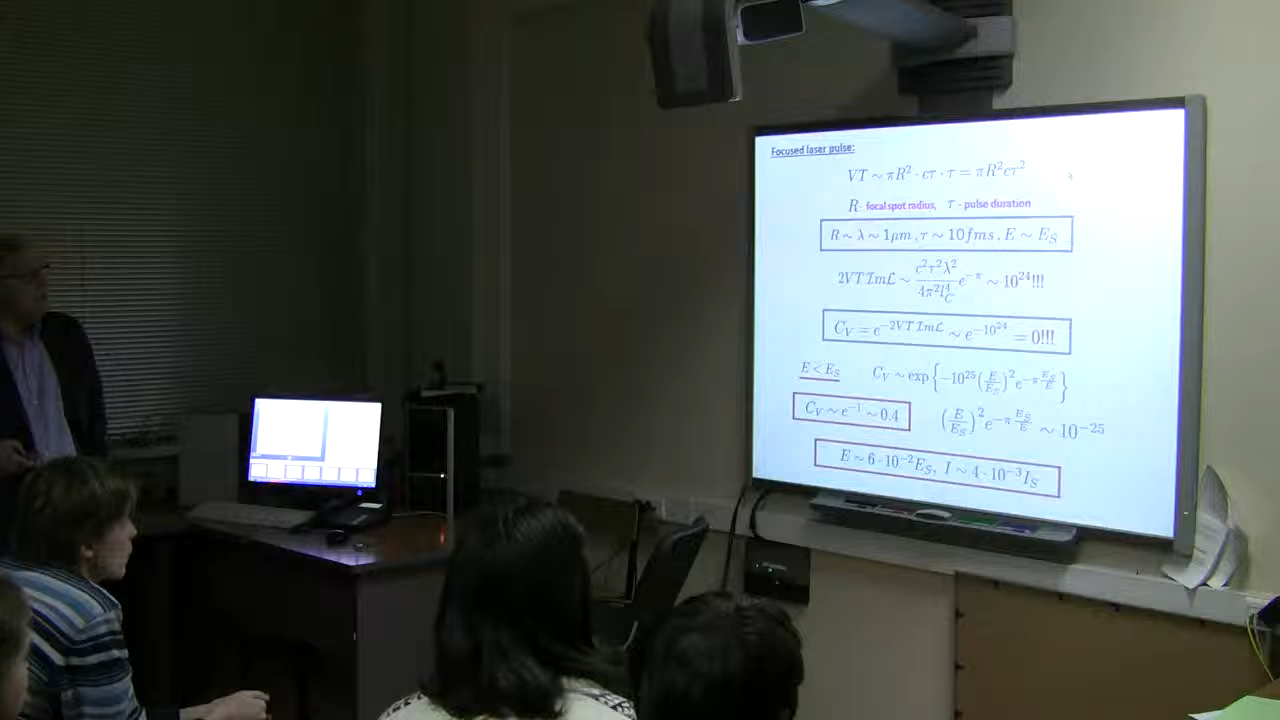 Focused laser pulse:
VT ∼ πR² · cτ · τ = πR²cτ²
R - focal spot radius, τ - pulse duration
R ∼ λ ∼ 1μm, τ ∼ 10fms, E ∼ E_S
2VT ImL ∼ c²τ²λ² / 4π²l_C⁴ e^{−π} ∼ 10²⁴!!!
C_V = e^{−2VT ImL} ∼ e^{−10²⁴} = 0!!!
E < E_S C_V ∼ exp{−10²⁵(E/E_S)² e^{−π E_S/E}}
C_V ∼ e^{−1} ∼ 0.4 (E/E_S)² e^{−π E_S/E} ∼ 10^{−25}
E ∼ 6 · 10^{−2}E_S, I ∼ 4 · 10^{−3}I_S